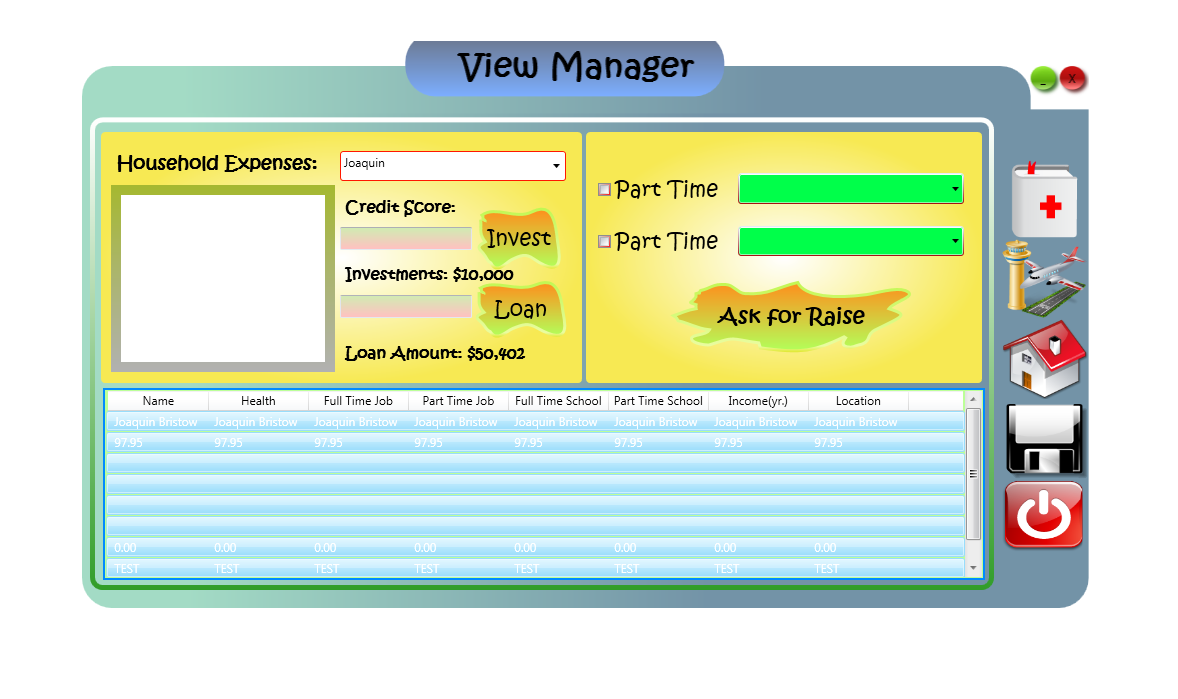 View Manager
_ X
Household Expenses: Joaquin
Credit Score:
Invest
Investments: $10,000
Loan
Loan Amount: $50,402
Part Time
Part Time
Ask for Raise
Name Health Full Time Job Part Time Job Full Time School Part Time School Income(yr.) Location
Joaquin Bristow Joaquin Bristow Joaquin Bristow Joaquin Bristow Joaquin Bristow Joaquin Bristow Joaquin Bristow Joaquin Bristow
97.95 97.95 97.95 97.95 97.95 97.95 97.95 97.95
0.00 0.00 0.00 0.00 0.00 0.00 0.00 0.00
TEST TEST TEST TEST TEST TEST TEST TEST